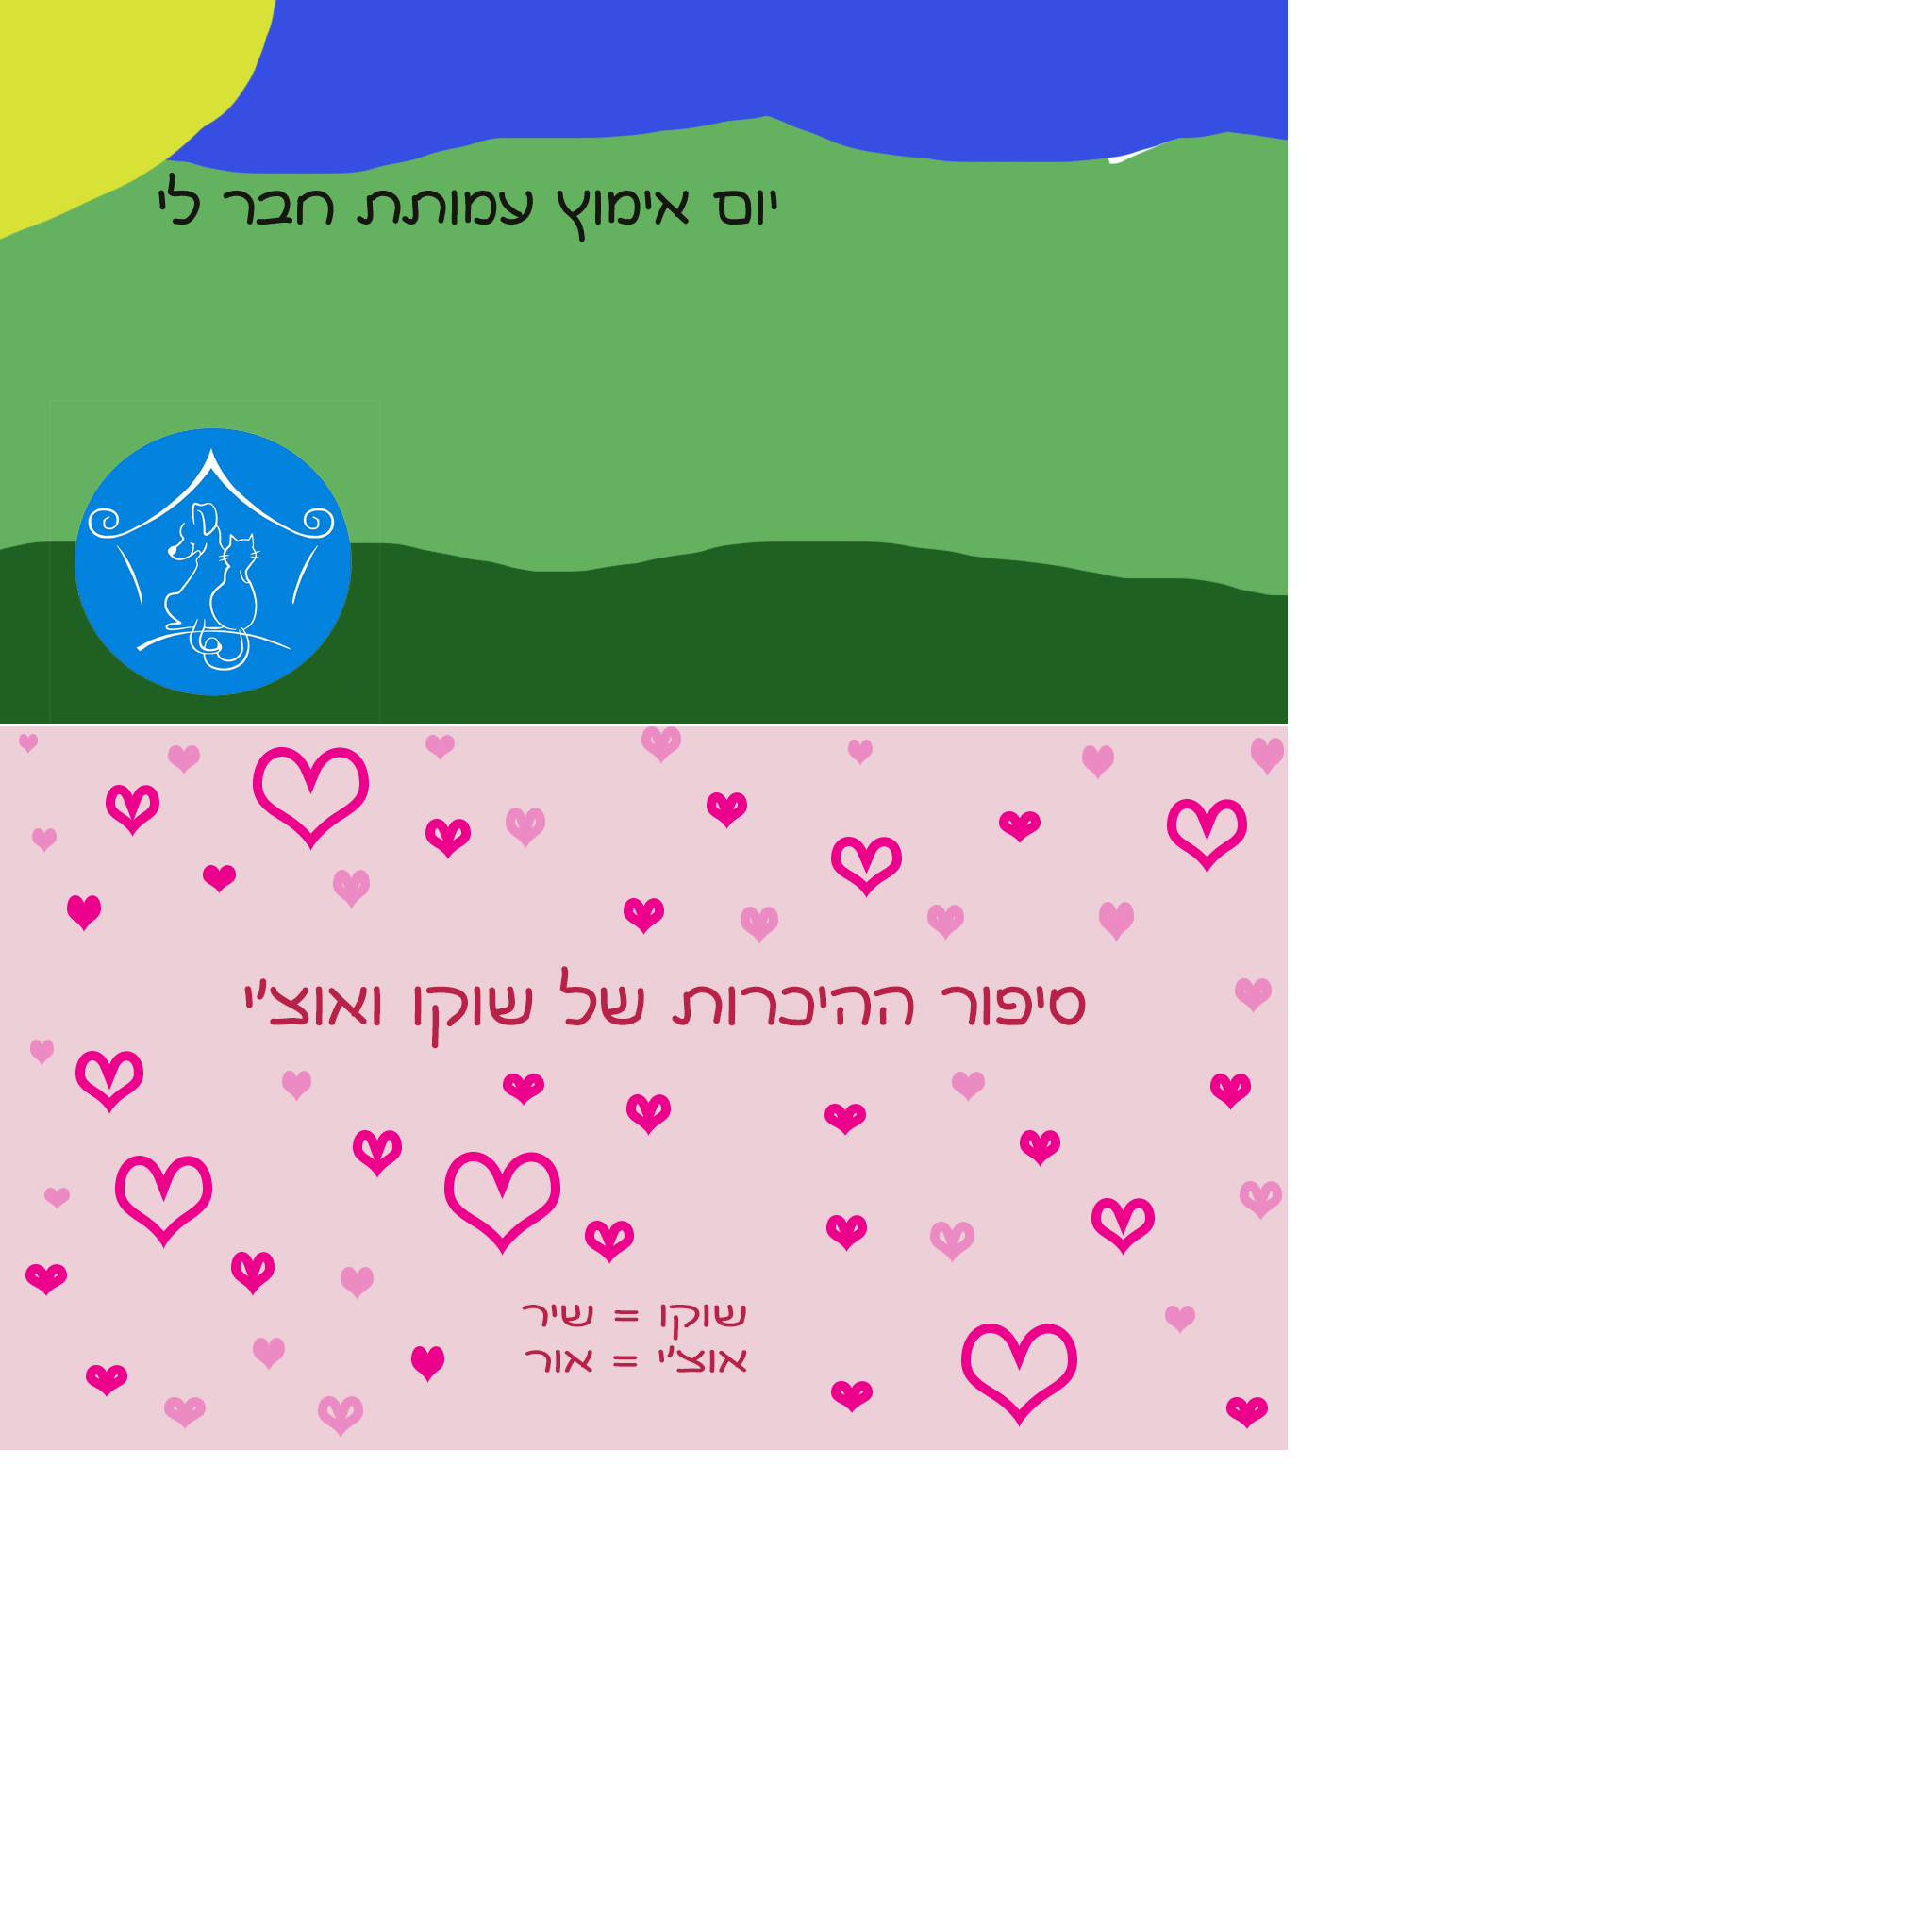 יום אימוץ עמותת חבר לי
סיפור ההיכרות של שוקו ואוצ'י
שוקו = שיר
אוצ'י = אור